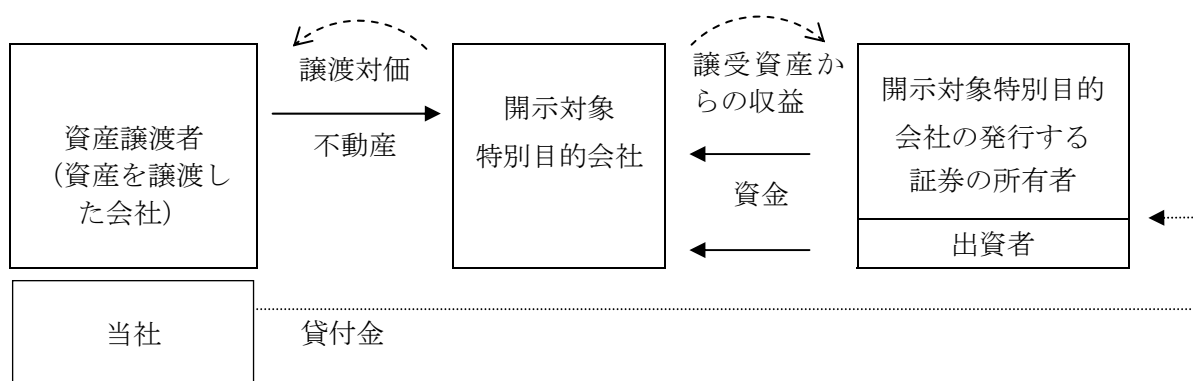 資産譲渡者
（資産を譲渡し
た会社）
譲渡対価
不動産
開示対象
特別目的会社
譲受資産か
らの収益
資金
開示対象特別目的
会社の発行する
証券の所有者
出資者
当社
貸付金